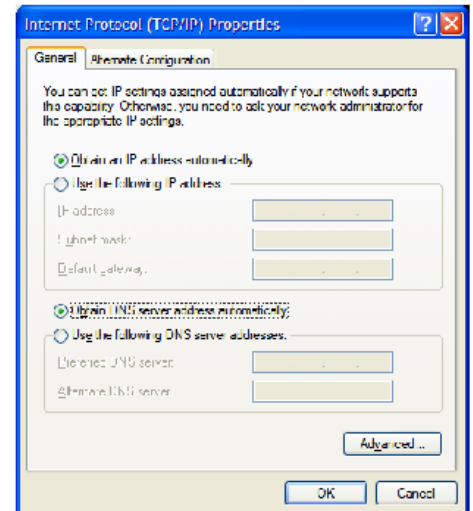 Internet Protocol (TCP/IP) Properties
General
Alternate Configuration
You can get IP settings assigned automatically if your network supports
this capability. Otherwise, you need to ask your network administrator for
the appropriate IP settings.
Obtain an IP address automatically
Use the following IP address:
IP address:
Subnet mask:
Default gateway:
Obtain DNS server address automatically
Use the following DNS server addresses:
Preferred DNS server:
Alternate DNS server:
Advanced...
OK
Cancel